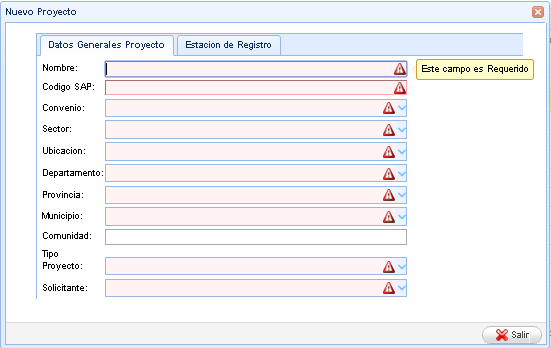 Nuevo Proyecto
Datos Generales Proyecto
Estacion de Registro
Nombre:
Este campo es Requerido
Codigo SAP:
Convenio:
Sector:
Ubicacion:
Departamento:
Provincia:
Municipio:
Comunidad:
Tipo
Proyecto:
Solicitante:
Salir